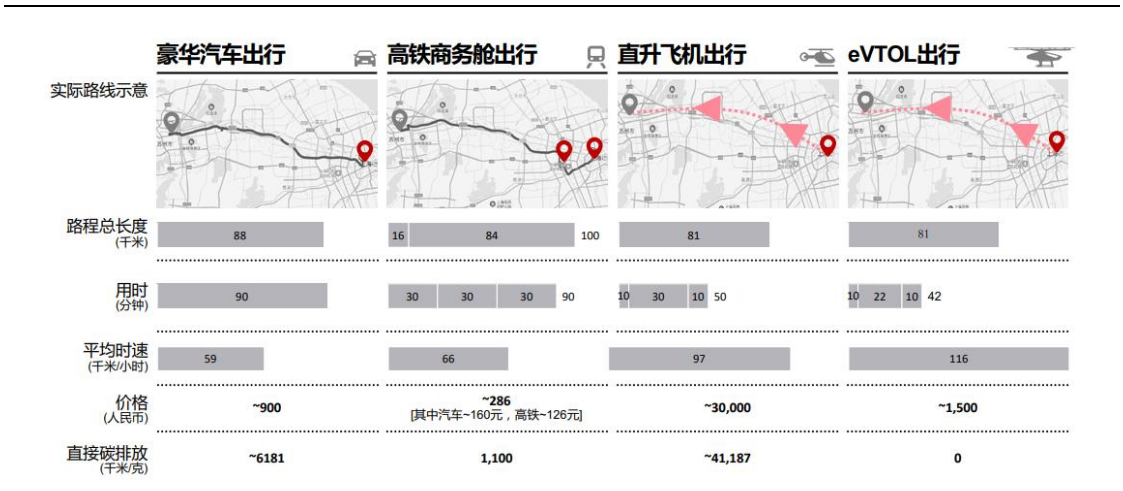 豪华汽车出行
高铁商务舱出行
直升飞机出行
eVTOL出行
实际路线示意
路程总长度
(千米)
88
16 84 100
81
81
用时
(分钟)
90
30 30 30 90
10 30 10 50
10 22 10 42
平均时速
(千米/小时)
59
66
97
116
价格
(人民币)
~900
~286
[其中汽车~160元，高铁~126元]
~30,000
~1,500
直接碳排放
(千米/克)
~6181
1,100
~41,187
0